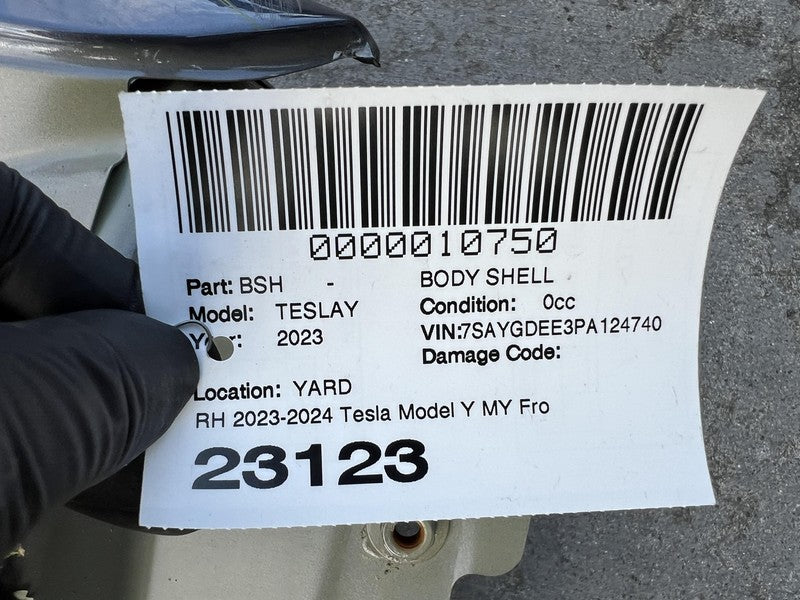 0000010750
Part: BSH - BODY SHELL
Model: TESLAY Condition: 0cc
2023 VIN:7SAYGDEE3PA124740
Damage Code:
Location: YARD
RH 2023-2024 Tesla Model Y MY Fro
23123